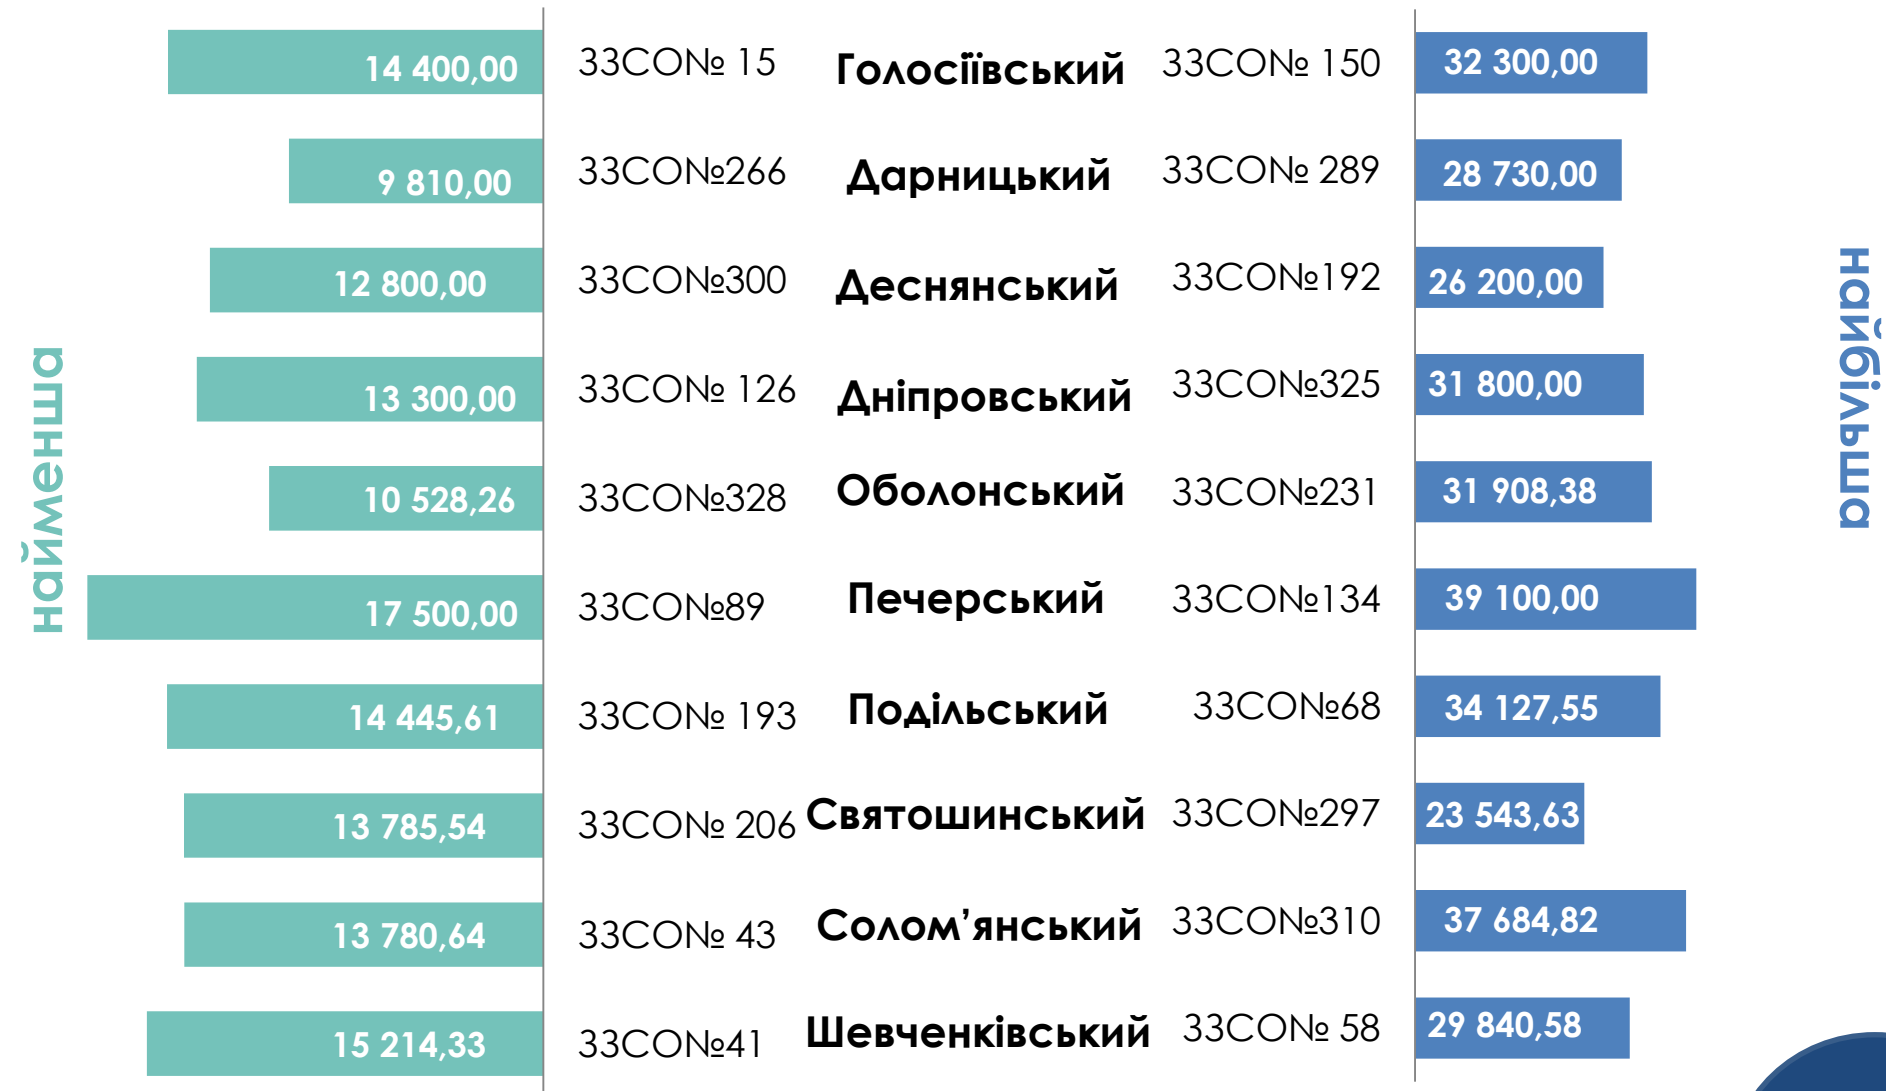 найменша
14 400,00 ЗЗСО№ 15 Голосіївський ЗЗСО№ 150 32 300,00
9 810,00 ЗЗСО№266 Дарницький ЗЗСО№ 289 28 730,00
12 800,00 ЗЗСО№300 Деснянський ЗЗСО№192 26 200,00
13 300,00 ЗЗСО№ 126 Дніпровський ЗЗСО№325 31 800,00
10 528,26 ЗЗСО№328 Оболонський ЗЗСО№231 31 908,38
17 500,00 ЗЗСО№89 Печерський ЗЗСО№134 39 100,00
14 445,61 ЗЗСО№ 193 Подільський ЗЗСО№68 34 127,55
13 785,54 ЗЗСО№ 206 Святошинський ЗЗСО№297 23 543,63
13 780,64 ЗЗСО№ 43 Солом’янський ЗЗСО№310 37 684,82
15 214,33 ЗЗСО№41 Шевченківський ЗЗСО№ 58 29 840,58
найбільша